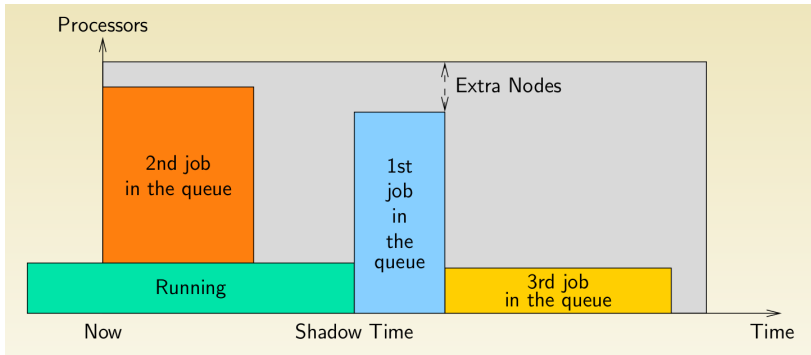 Processors
Extra Nodes
2nd job
in the queue
1st
job
in
the
queue
Running
3rd job
in the queue
Now
Shadow Time
Time